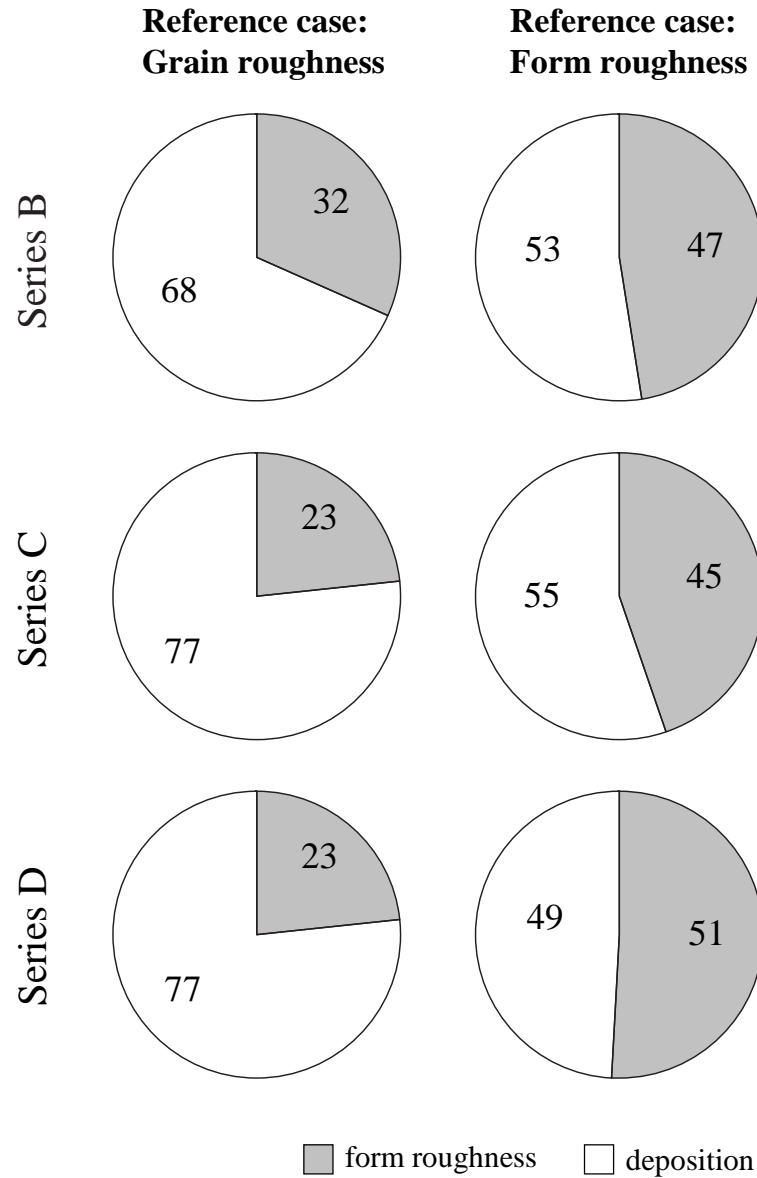 Reference case:
Grain roughness
Reference case:
Form roughness
Series B
32
68
53
47
Series C
23
77
55
45
Series D
23
77
49
51
form roughness
deposition